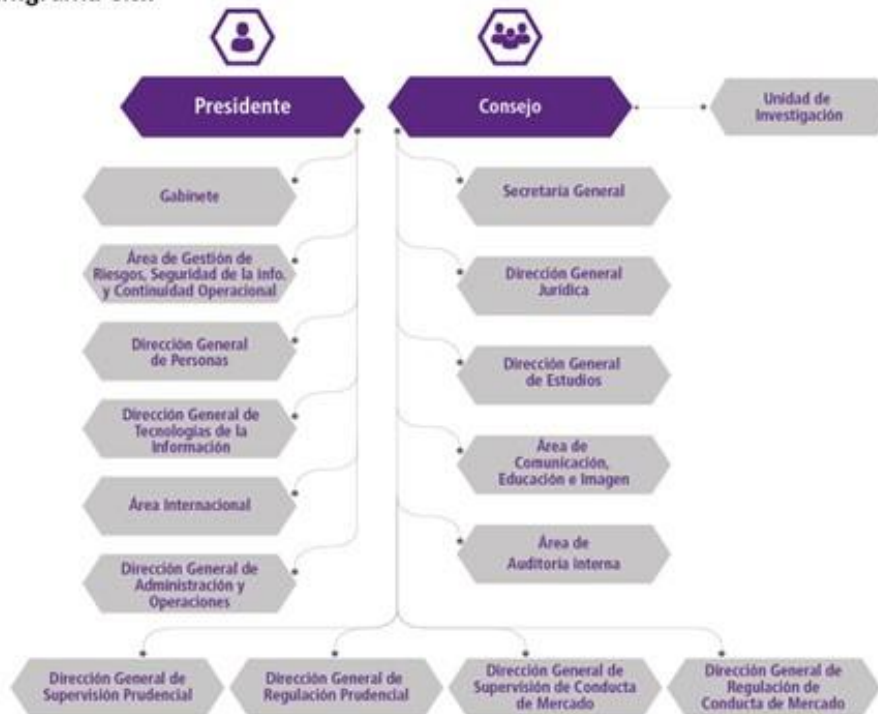 Presidente
Consejo
Unidad de
Investigación
Gabinete
Área de Gestión de
Riesgos, Seguridad de la info.
y Continuidad Operacional
Dirección General
de Personas
Dirección General de
Tecnologías de la
Información
Área Internacional
Dirección General de
Administración y
Operaciones
Secretaría General
Dirección General
Jurídica
Dirección General
de Estudios
Área de
Comunicación,
Educación e Imagen
Área de
Auditoría interna
Dirección General de
Supervisión Prudencial
Dirección General de
Regulación Prudencial
Dirección General de
Supervisión de Conducta
de Mercado
Dirección General de
Regulación de
Conducta de Mercado